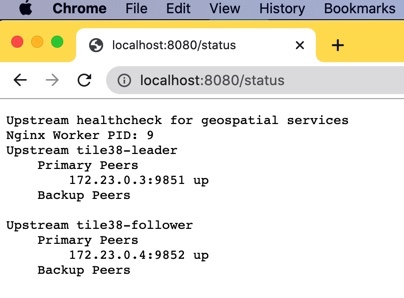 Chrome File Edit View History Bookmarks
localhost:8080/status
localhost:8080/status
Upstream healthcheck for geospatial services
Nginx Worker PID: 9
Upstream tile38-leader
Primary Peers
172.23.0.3:9851 up
Backup Peers
Upstream tile38-follower
Primary Peers
172.23.0.4:9852 up
Backup Peers